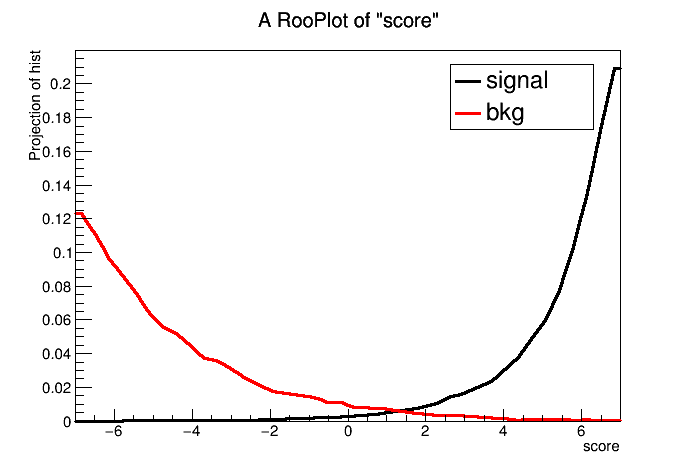 A RooPlot of "score"
Projection of hist
signal
bkg
0.2
0.18
0.16
0.14
0.12
0.1
0.08
0.06
0.04
0.02
0
−6 −4 −2 0 2 4 6
score